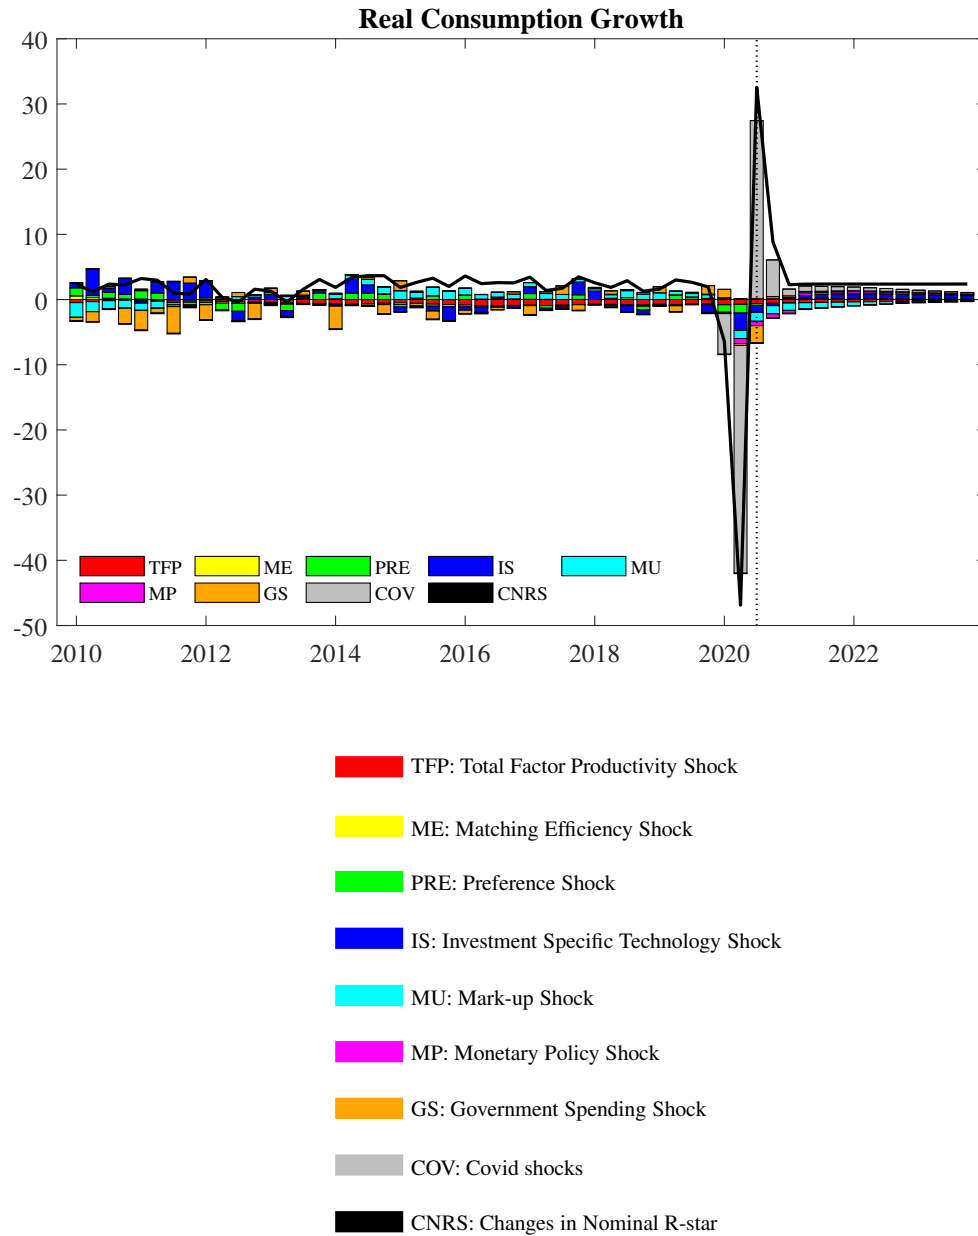 Real Consumption Growth
40
30
20
10
0
-10
-20
-30
-40
-50
TFP ME PRE IS MU
MP GS COV CNRS
2010 2012 2014 2016 2018 2020 2022
TFP: Total Factor Productivity Shock
ME: Matching Efficiency Shock
PRE: Preference Shock
IS: Investment Specific Technology Shock
MU: Mark-up Shock
MP: Monetary Policy Shock
GS: Government Spending Shock
COV: Covid shocks
CNRS: Changes in Nominal R-star